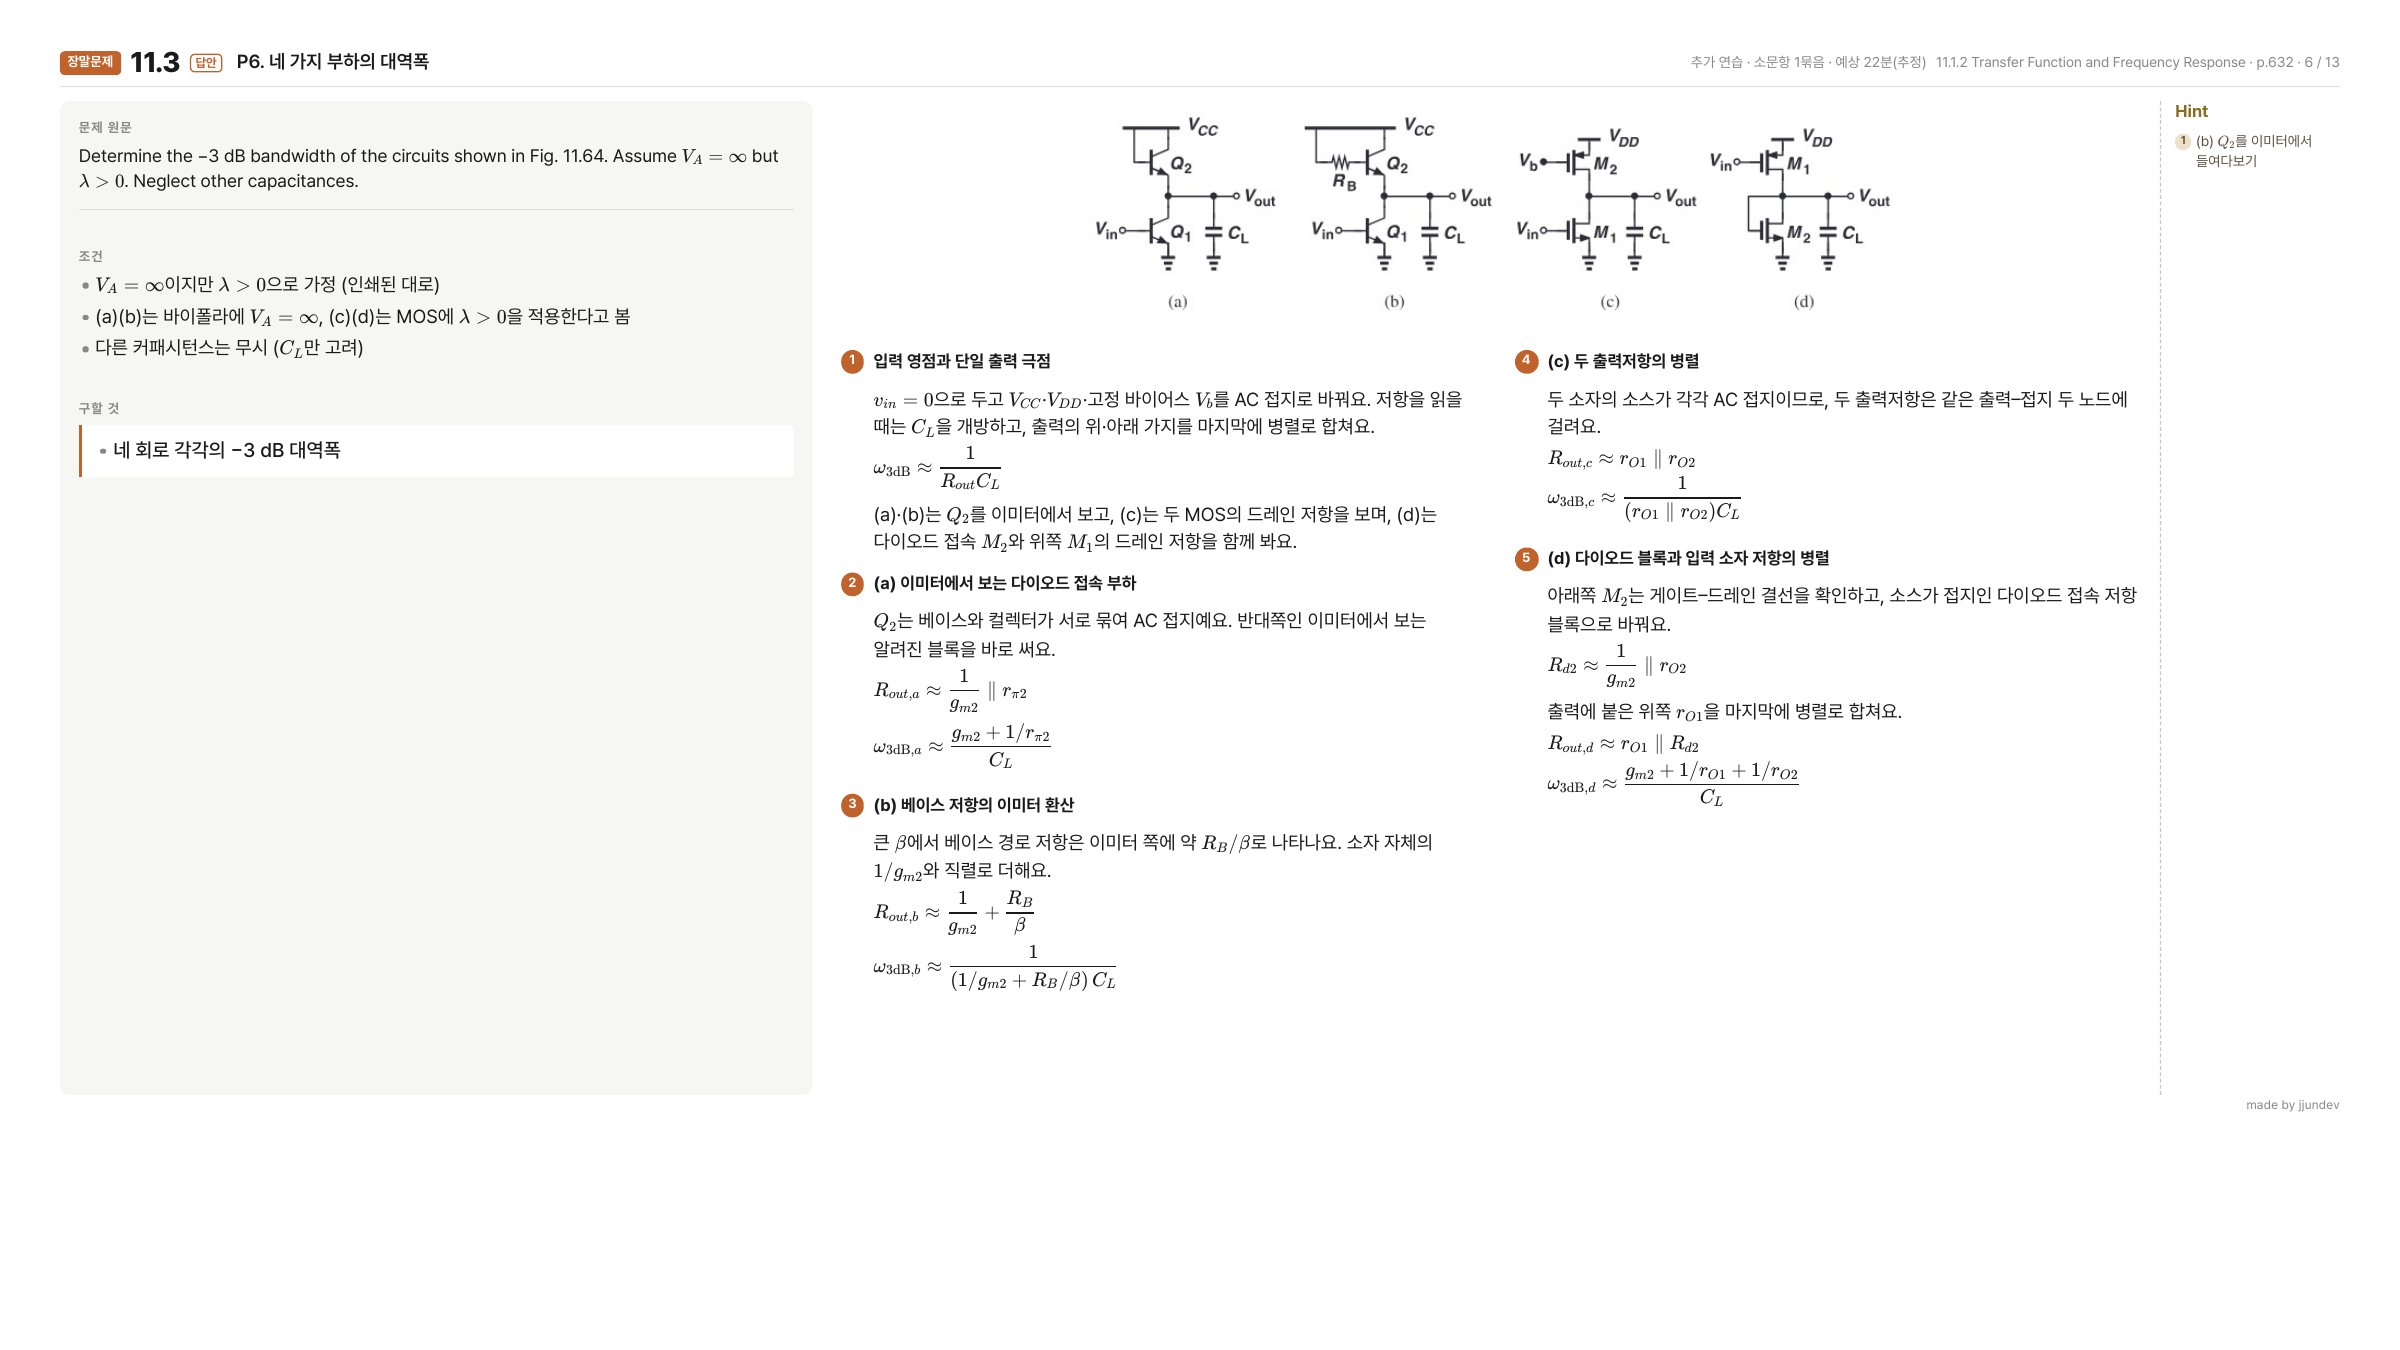 장말문제 11.3 답안 P6. 네 가지 부하의 대역폭
추가 연습 · 소문항 1묶음 · 예상 22분(추정) 11.1.2 Transfer Function and Frequency Response · p.632 · 6 / 13
문제 원문
Determine the −3 dB bandwidth of the circuits shown in Fig. 11.64. Assume V_A = ∞ but
λ > 0. Neglect other capacitances.
조건
• V_A = ∞이지만 λ > 0으로 가정 (인쇄된 대로)
• (a)(b)는 바이폴라에 V_A = ∞, (c)(d)는 MOS에 λ > 0을 적용한다고 봄
• 다른 커패시턴스는 무시 (C_L만 고려)
구할 것
• 네 회로 각각의 −3 dB 대역폭
V_CC Q_2 V_out V_in Q_1 C_L
(a)
V_CC Q_2 R_B V_out V_in Q_1 C_L
(b)
V_DD V_b M_2 V_out V_in M_1 C_L
(c)
V_DD V_in M_1 V_out M_2 C_L
(d)
1 입력 영점과 단일 출력 극점
v_in = 0으로 두고 V_CC·V_DD·고정 바이어스 V_b를 AC 접지로 바꿔요. 저항을 읽을
때는 C_L을 개방하고, 출력의 위·아래 가지를 마지막에 병렬로 합쳐요.
ω_3dB ≈ 1 / (R_out C_L)
(a)·(b)는 Q_2를 이미터에서 보고, (c)는 두 MOS의 드레인 저항을 보며, (d)는
다이오드 접속 M_2와 위쪽 M_1의 드레인 저항을 함께 봐요.
2 (a) 이미터에서 보는 다이오드 접속 부하
Q_2는 베이스와 컬렉터가 서로 묶여 AC 접지예요. 반대쪽인 이미터에서 보는
알려진 블록을 바로 써요.
R_out,a ≈ 1/g_m2 ∥ r_π2
ω_3dB,a ≈ (g_m2 + 1/r_π2) / C_L
3 (b) 베이스 저항의 이미터 환산
큰 β에서 베이스 경로 저항은 이미터 쪽에 약 R_B/β로 나타나요. 소자 자체의
1/g_m2와 직렬로 더해요.
R_out,b ≈ 1/g_m2 + R_B/β
ω_3dB,b ≈ 1 / ((1/g_m2 + R_B/β) C_L)
4 (c) 두 출력저항의 병렬
두 소자의 소스가 각각 AC 접지이므로, 두 출력저항은 같은 출력–접지 두 노드에
걸려요.
R_out,c ≈ r_O1 ∥ r_O2
ω_3dB,c ≈ 1 / ((r_O1 ∥ r_O2)C_L)
5 (d) 다이오드 블록과 입력 소자 저항의 병렬
아래쪽 M_2는 게이트–드레인 결선을 확인하고, 소스가 접지인 다이오드 접속 저항
블록으로 바꿔요.
R_d2 ≈ 1/g_m2 ∥ r_O2
출력에 붙은 위쪽 r_O1을 마지막에 병렬로 합쳐요.
R_out,d ≈ r_O1 ∥ R_d2
ω_3dB,d ≈ (g_m2 + 1/r_O1 + 1/r_O2) / C_L
Hint
1 (b) Q_2를 이미터에서
들여다보기
made by jjundev